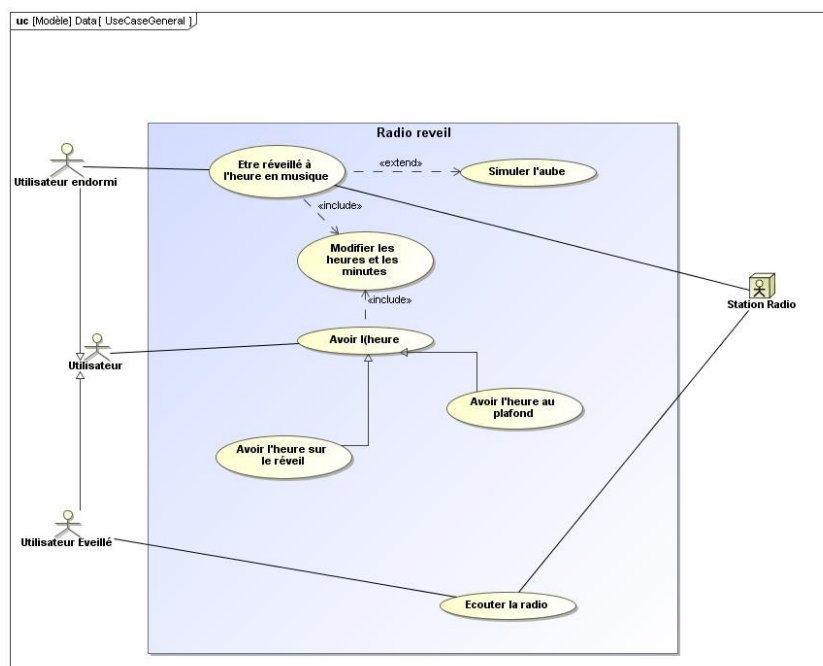 uc [Modèle] Data [ UseCaseGeneral ]
Radio reveil
Utilisateur endormi
Etre réveillé à
l'heure en musique
«extend»
Simuler l'aube
«include»
Modifier les
heures et les
minutes
Station Radio
«include»
Avoir l(heure
Utilisateur
Avoir l'heure au
plafond
Avoir l'heure sur
le réveil
Utilisateur Eveillé
Ecouter la radio